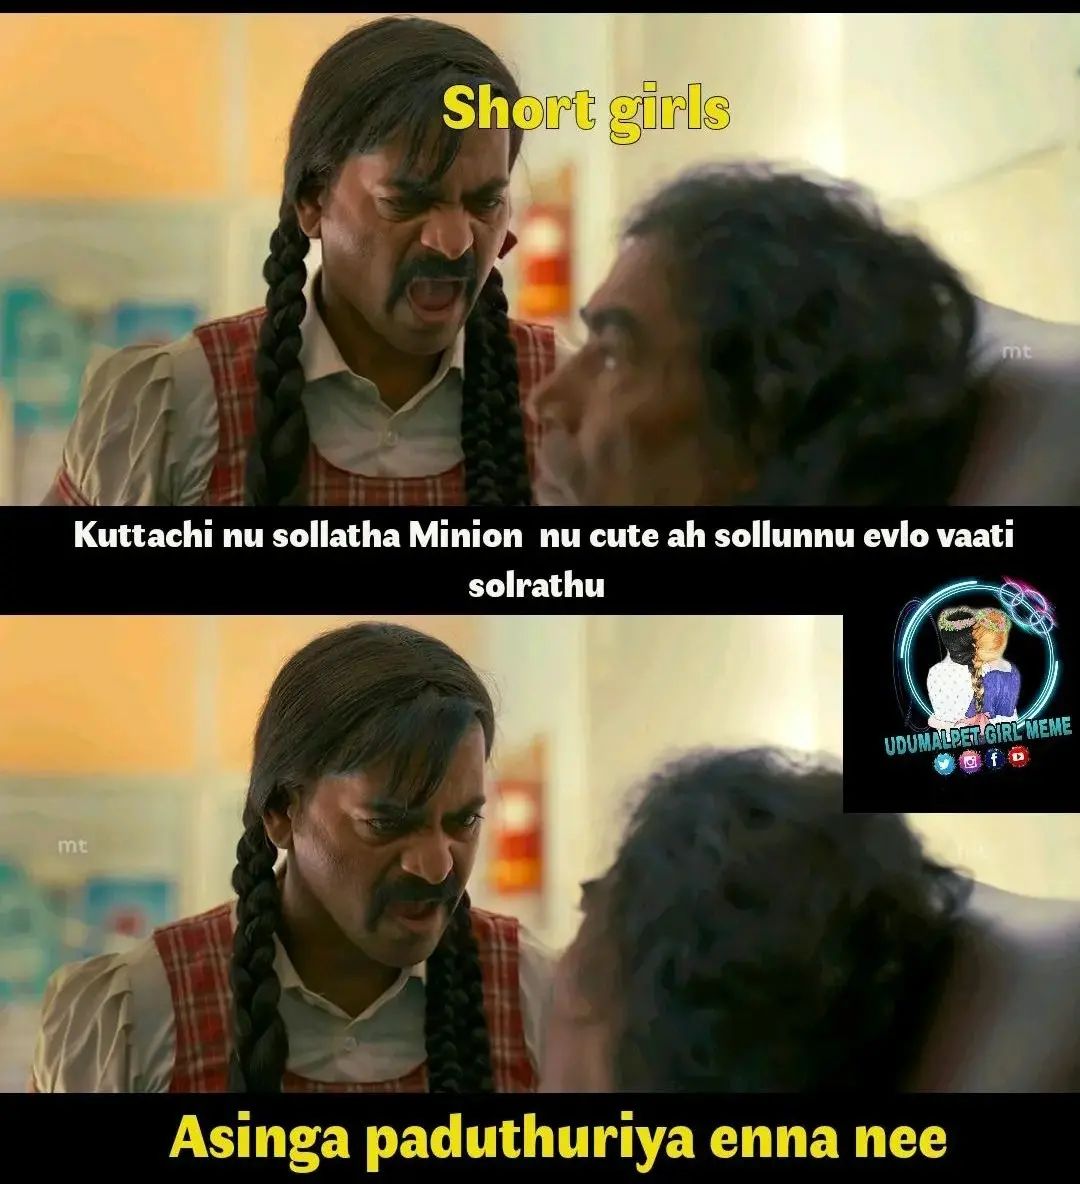 Short girls
mt
Kuttachi nu sollatha Minion nu cute ah sollunnu evlo vaati
solrathu
UDUMALPET GIRL MEME
mt
Asinga paduthuriya enna nee